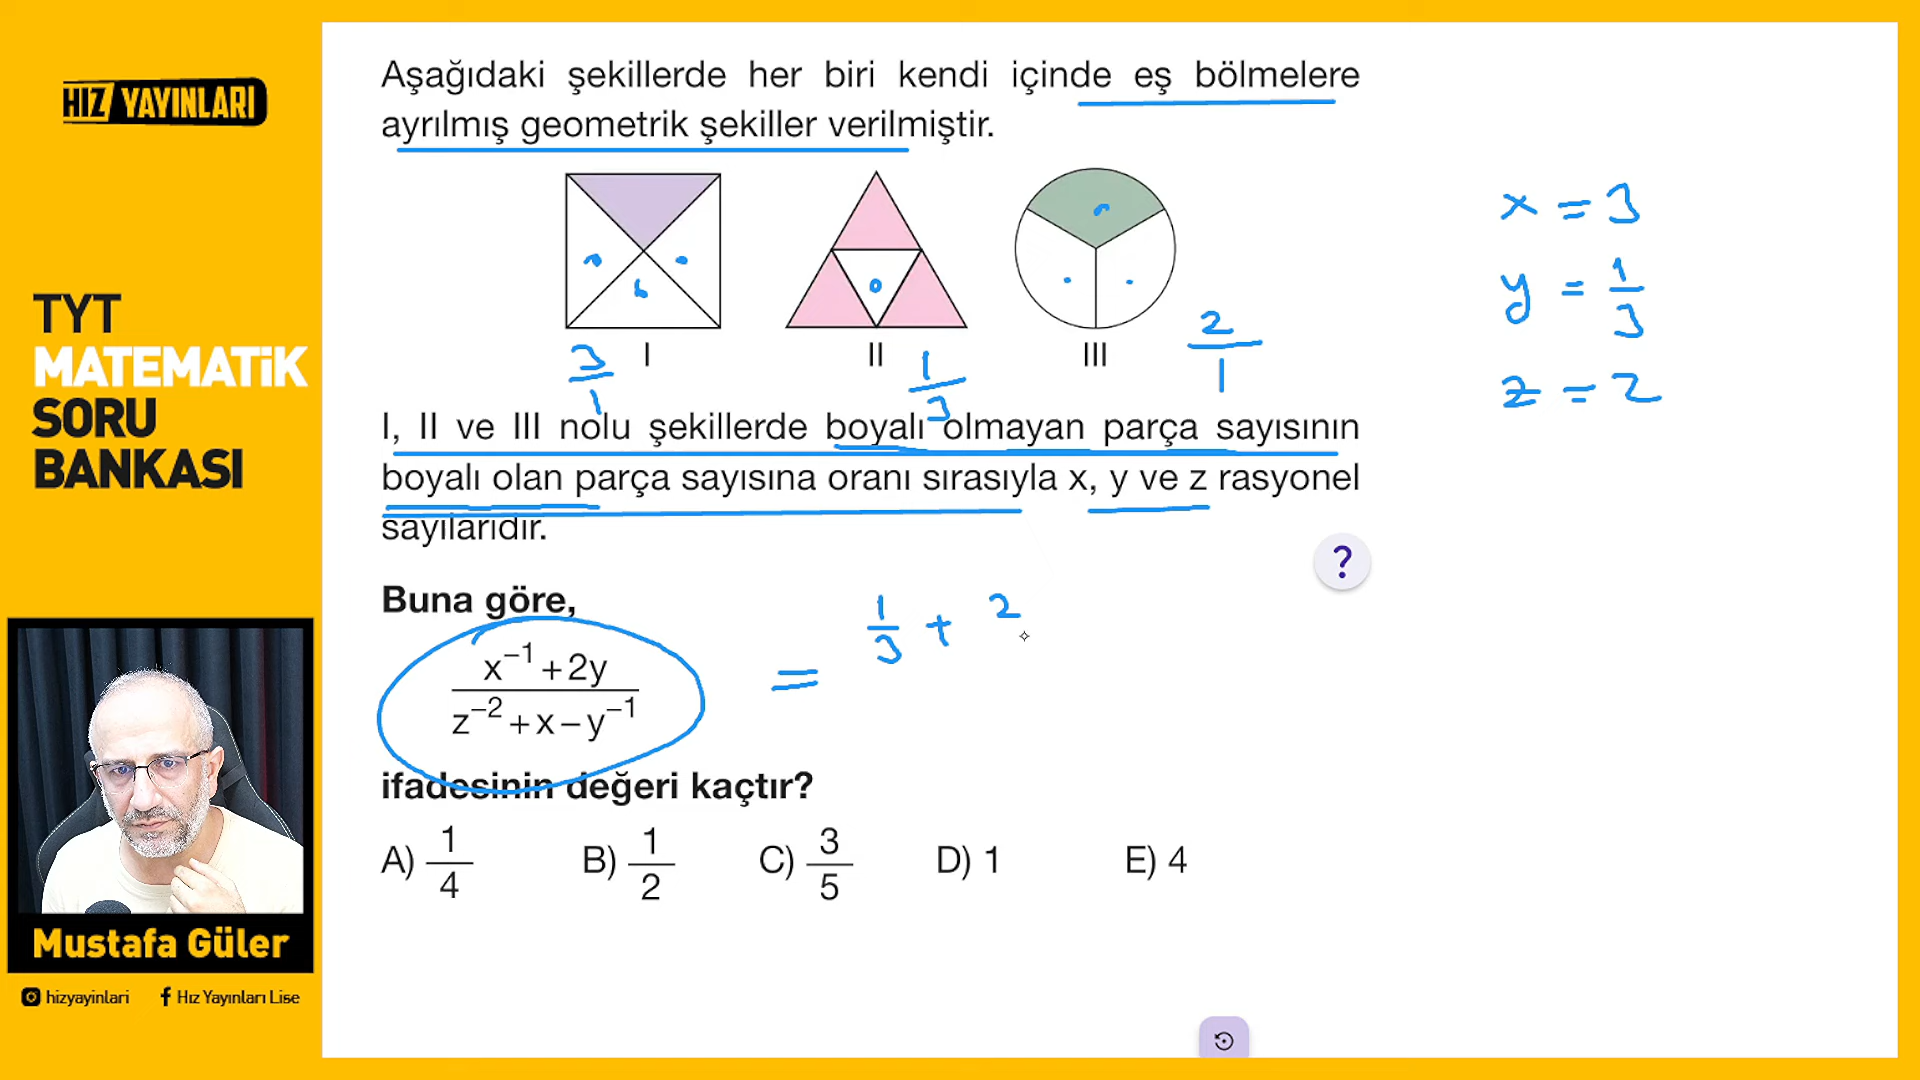 HIZ YAYINLARI
TYT
MATEMATİK
SORU
BANKASI
Mustafa Güler
hizyayinlari
Hız Yayınları Lise
Aşağıdaki şekillerde her biri kendi içinde eş bölmelere
ayrılmış geometrik şekiller verilmiştir.
I II III
3/1 1/3 2/1
I, II ve III nolu şekillerde boyalı olmayan parça sayısının
boyalı olan parça sayısına oranı sırasıyla x, y ve z rasyonel
sayılarıdır.
Buna göre,
x⁻¹ + 2y
z⁻² + x – y⁻¹
= 1/3 + 2
ifadesinin değeri kaçtır?
A) 1/4 B) 1/2 C) 3/5 D) 1 E) 4
x = 3
y = 1/3
z = 2
?